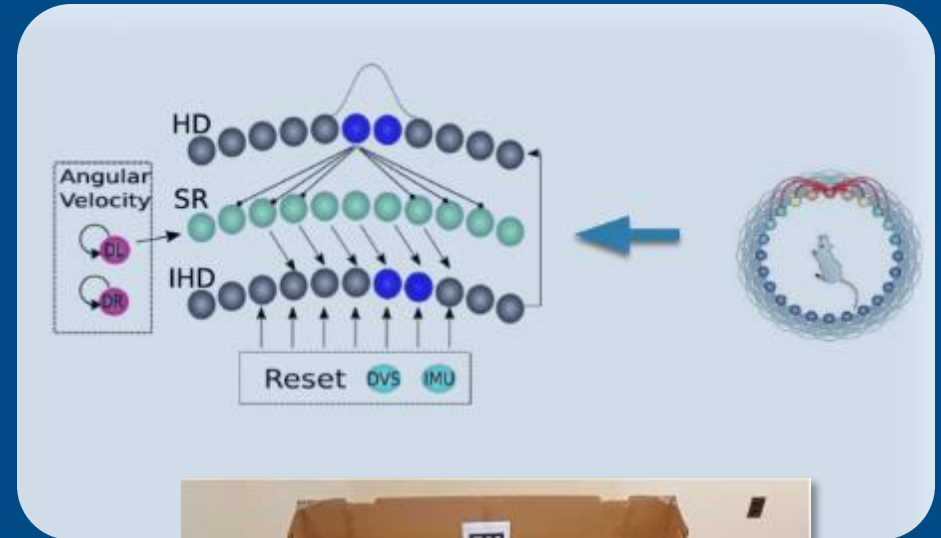 HD
Angular
Velocity
SR
DL
IHD
DR
Reset DVS IMU